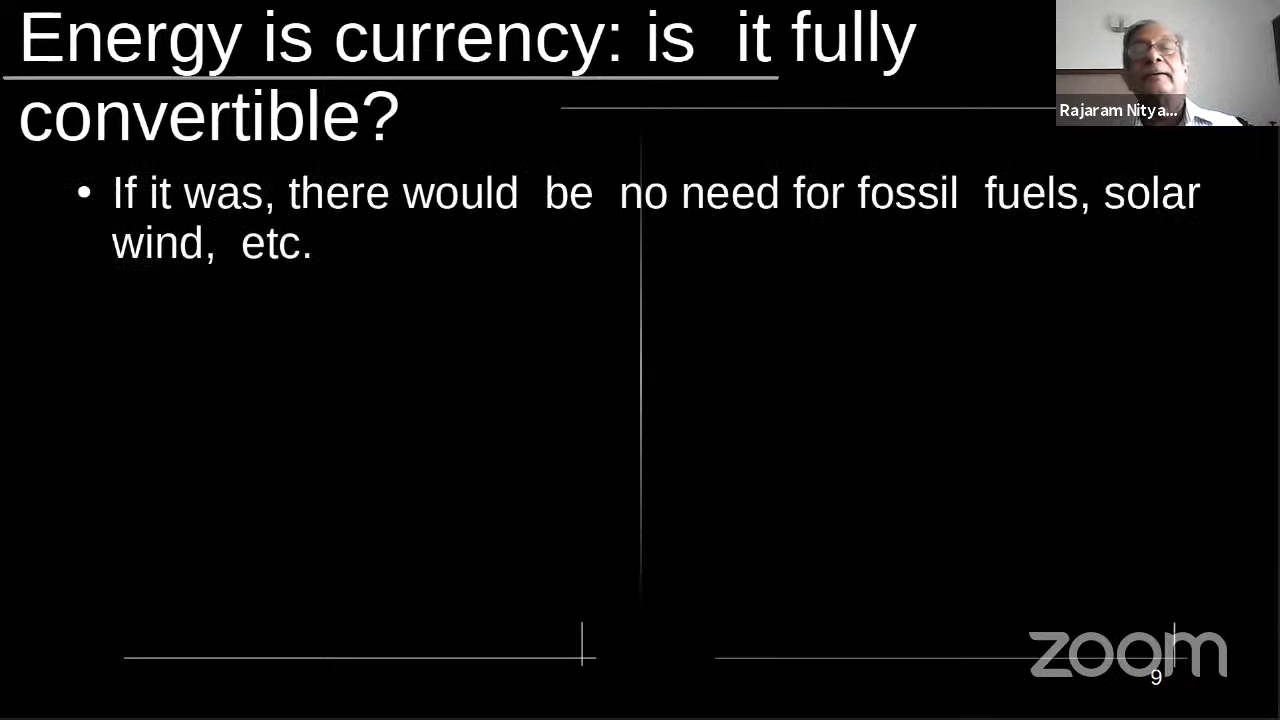 Energy is currency: is it fully
convertible?
Rajaram Nitya...
• If it was, there would be no need for fossil fuels, solar
wind, etc.
zoom
9